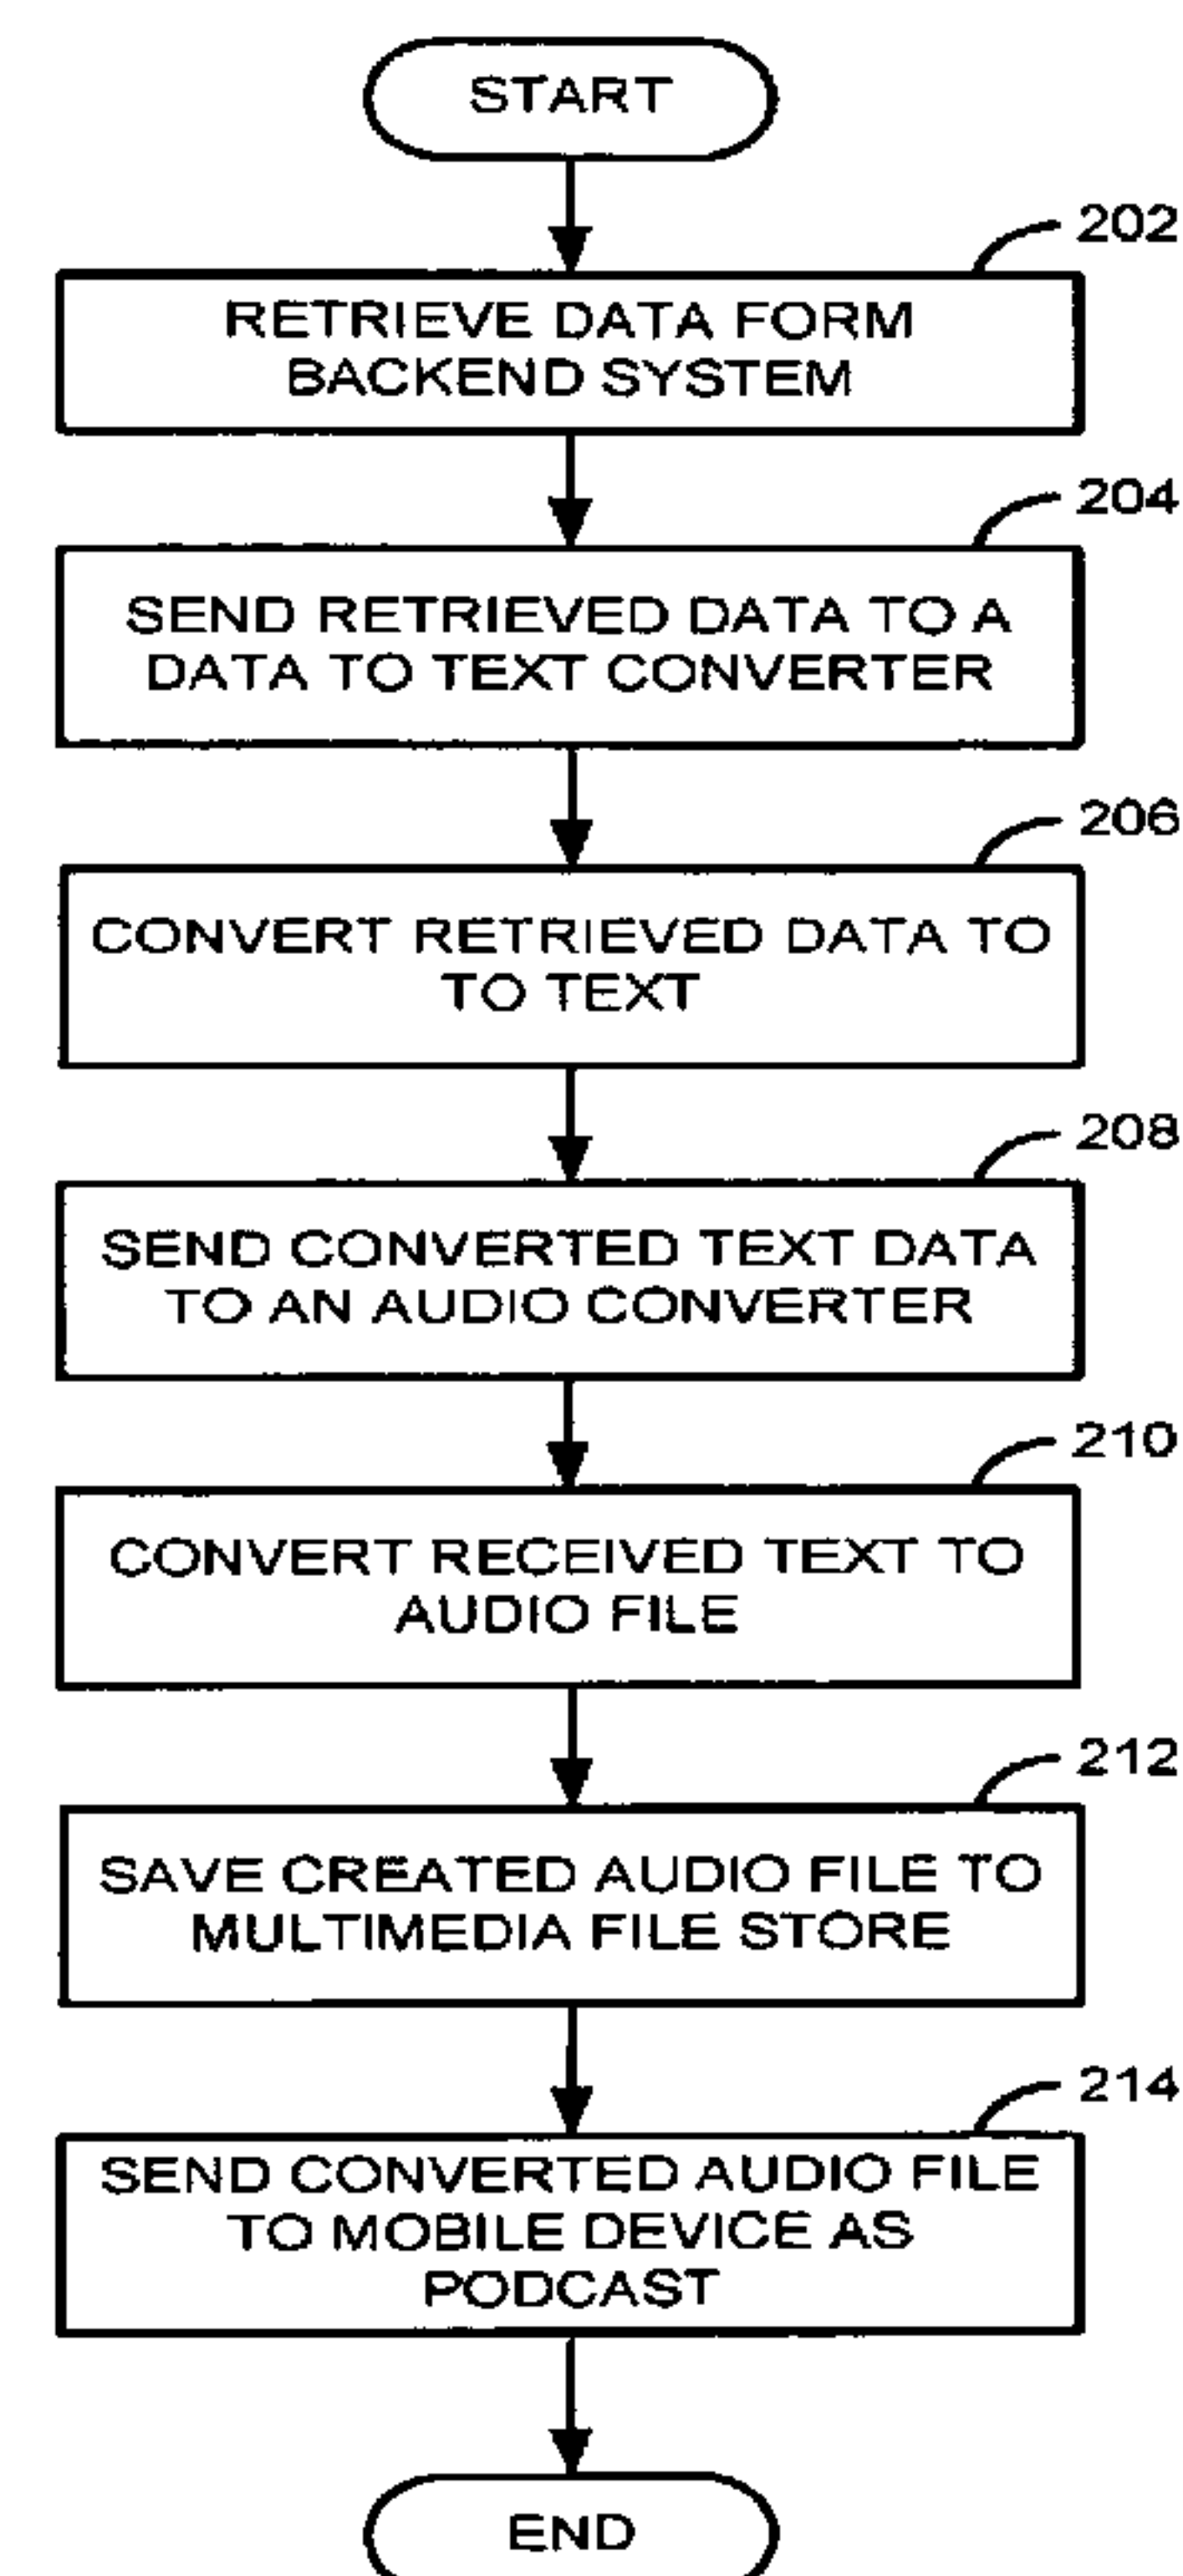 START
202
RETRIEVE DATA FORM
BACKEND SYSTEM
204
SEND RETRIEVED DATA TO A
DATA TO TEXT CONVERTER
206
CONVERT RETRIEVED DATA TO
TO TEXT
208
SEND CONVERTED TEXT DATA
TO AN AUDIO CONVERTER
210
CONVERT RECEIVED TEXT TO
AUDIO FILE
212
SAVE CREATED AUDIO FILE TO
MULTIMEDIA FILE STORE
214
SEND CONVERTED AUDIO FILE
TO MOBILE DEVICE AS
PODCAST
END